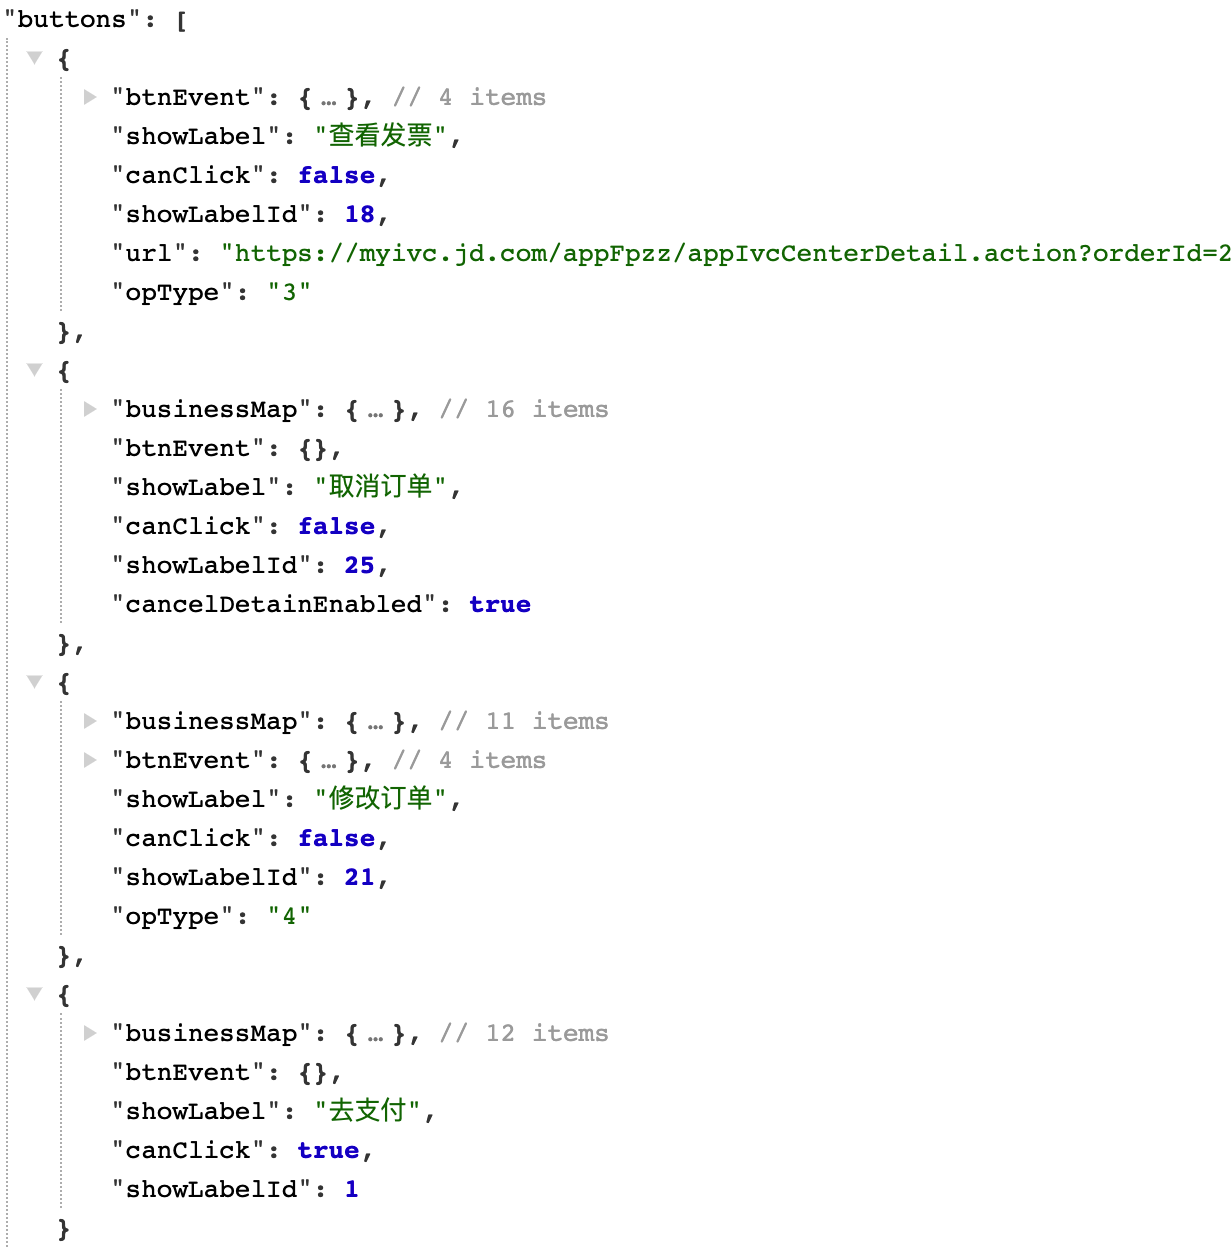 "buttons": [
{
"btnEvent": { … }, // 4 items
"showLabel": "查看发票",
"canClick": false,
"showLabelId": 18,
"url": "https://myivc.jd.com/appFpzz/appIvcCenterDetail.action?orderId=2
"opType": "3"
},
{
"businessMap": { … }, // 16 items
"btnEvent": {},
"showLabel": "取消订单",
"canClick": false,
"showLabelId": 25,
"cancelDetainEnabled": true
},
{
"businessMap": { … }, // 11 items
"btnEvent": { … }, // 4 items
"showLabel": "修改订单",
"canClick": false,
"showLabelId": 21,
"opType": "4"
},
{
"businessMap": { … }, // 12 items
"btnEvent": {},
"showLabel": "去支付",
"canClick": true,
"showLabelId": 1
}